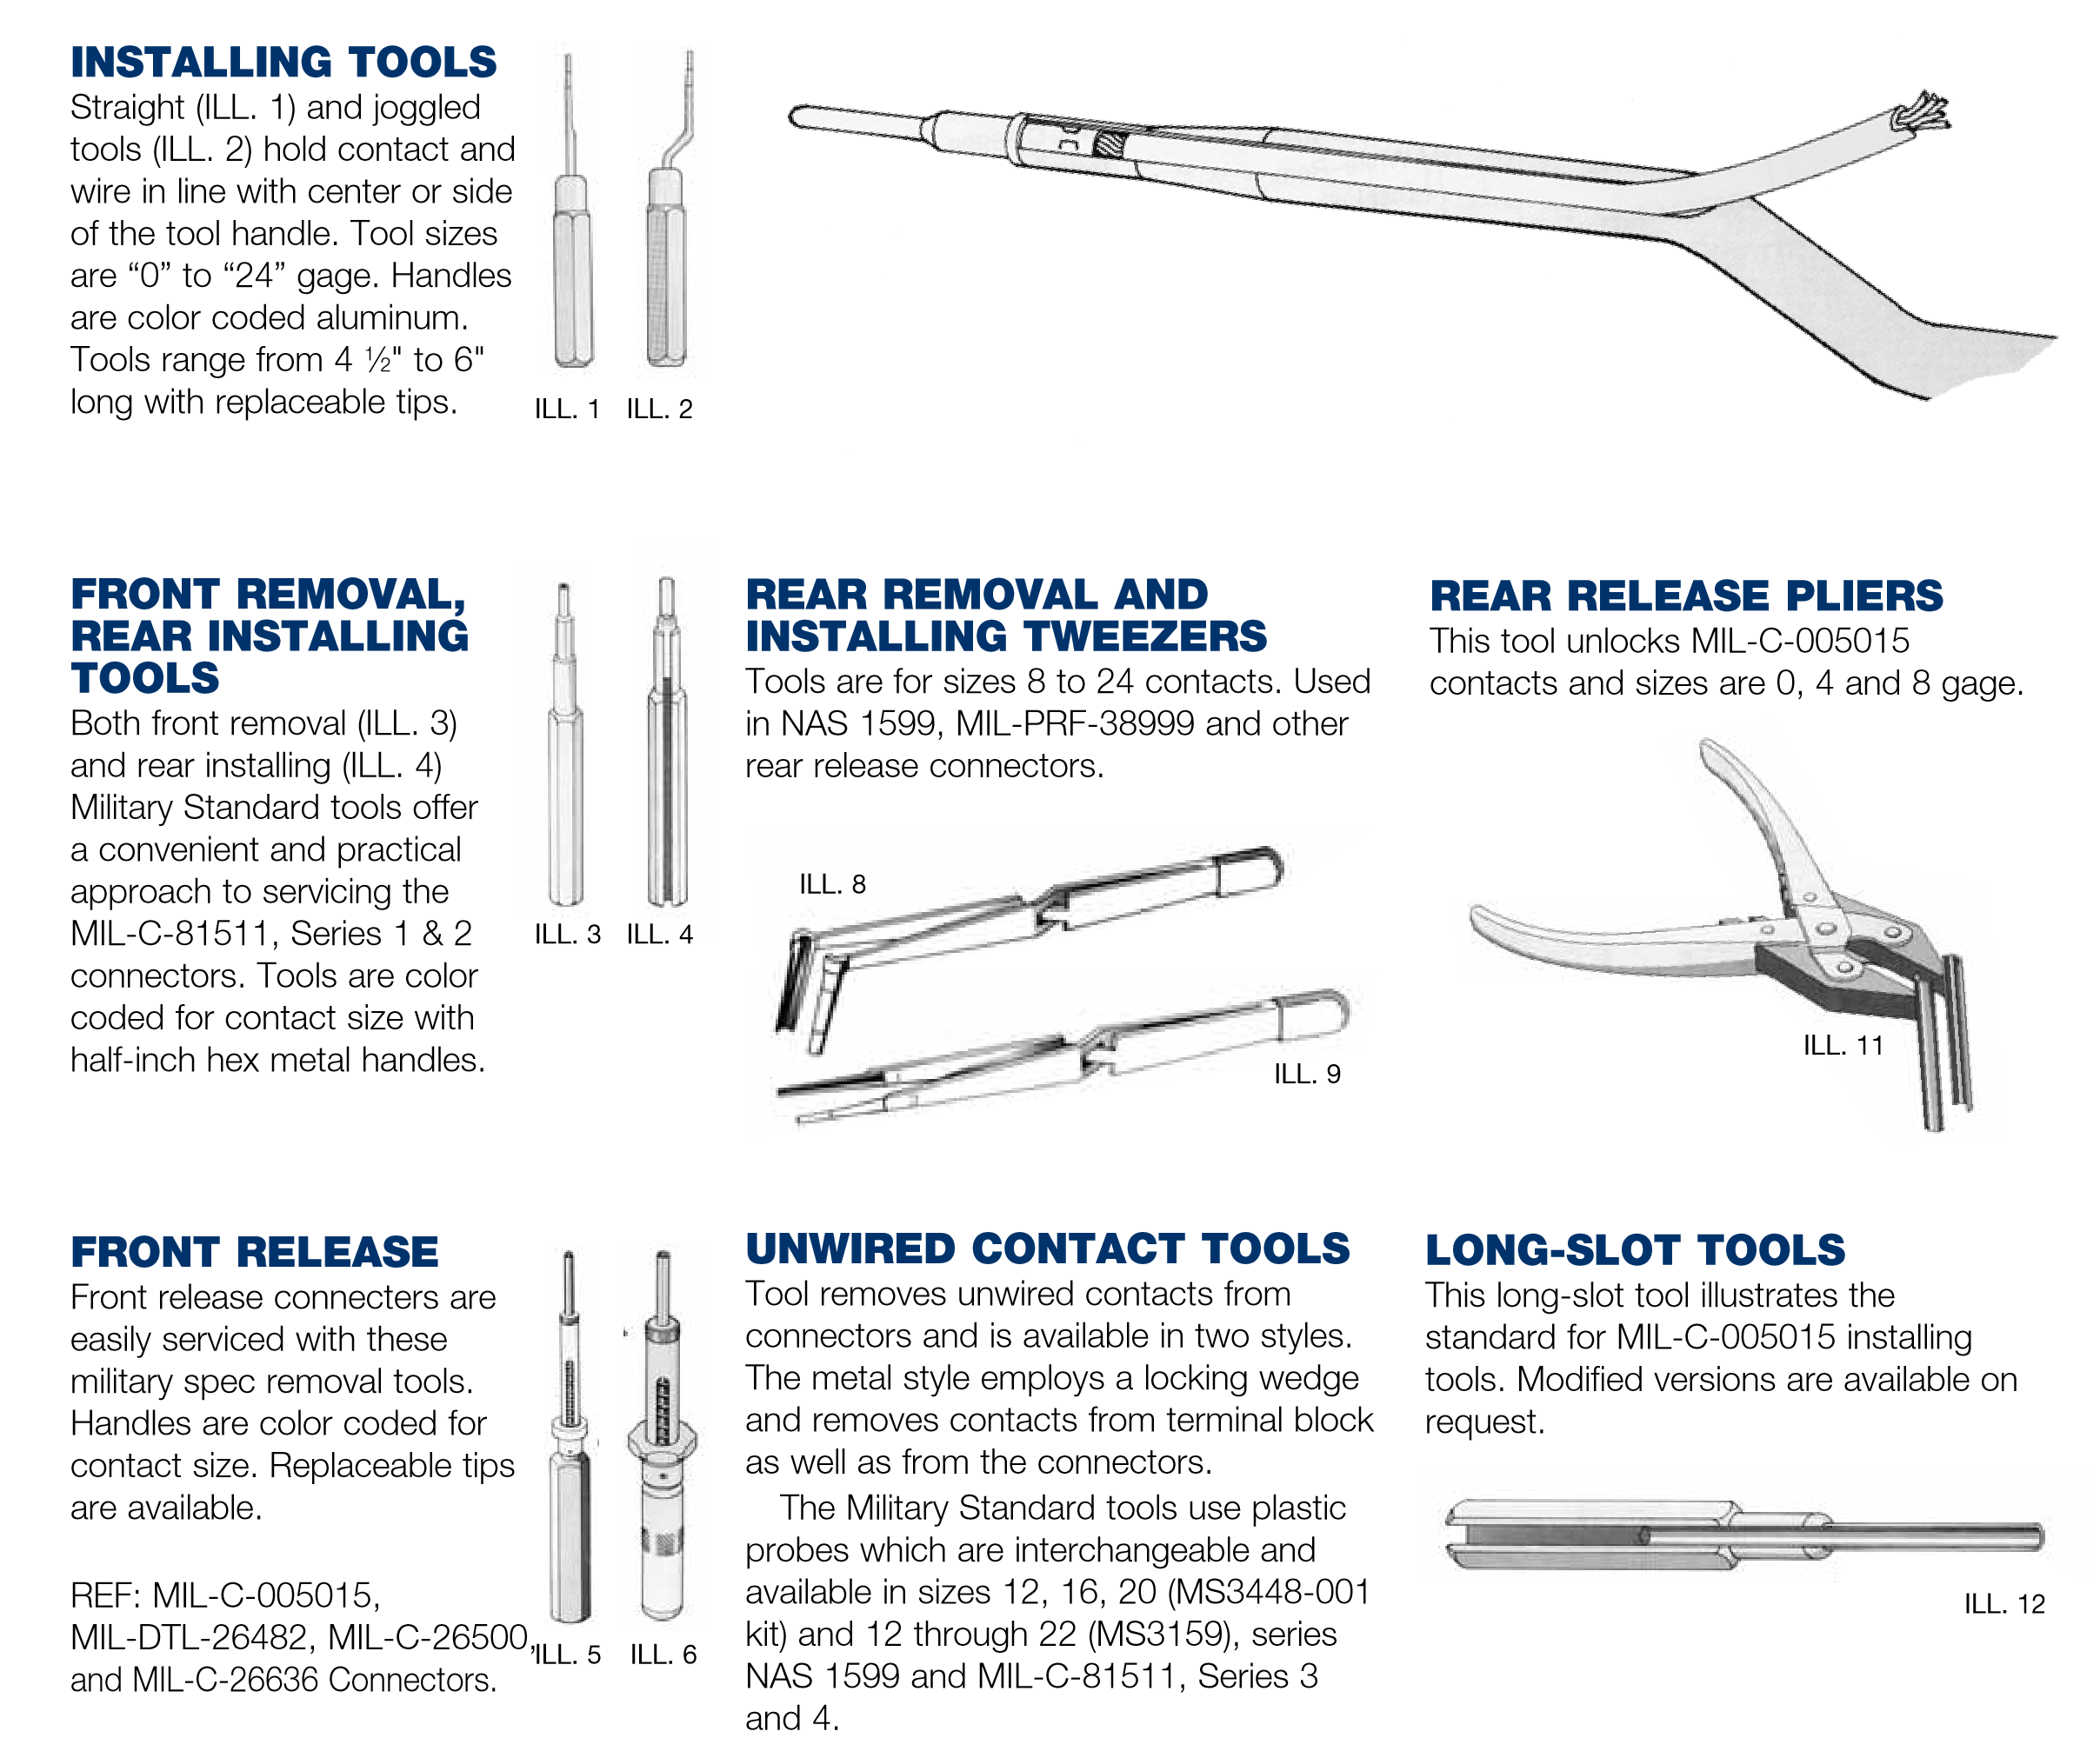 INSTALLING TOOLS
Straight (ILL. 1) and joggled
tools (ILL. 2) hold contact and
wire in line with center or side
of the tool handle. Tool sizes
are “0” to “24” gage. Handles
are color coded aluminum.
Tools range from 4 ½" to 6"
long with replaceable tips.
ILL. 1 ILL. 2
FRONT REMOVAL,
REAR INSTALLING
TOOLS
Both front removal (ILL. 3)
and rear installing (ILL. 4)
Military Standard tools offer
a convenient and practical
approach to servicing the
MIL-C-81511, Series 1 & 2
connectors. Tools are color
coded for contact size with
half-inch hex metal handles.
ILL. 3 ILL. 4
REAR REMOVAL AND
INSTALLING TWEEZERS
Tools are for sizes 8 to 24 contacts. Used
in NAS 1599, MIL-PRF-38999 and other
rear release connectors.
ILL. 8
ILL. 9
REAR RELEASE PLIERS
This tool unlocks MIL-C-005015
contacts and sizes are 0, 4 and 8 gage.
ILL. 11
FRONT RELEASE
Front release connecters are
easily serviced with these
military spec removal tools.
Handles are color coded for
contact size. Replaceable tips
are available.
REF: MIL-C-005015,
MIL-DTL-26482, MIL-C-26500,
and MIL-C-26636 Connectors.
ILL. 5 ILL. 6
UNWIRED CONTACT TOOLS
Tool removes unwired contacts from
connectors and is available in two styles.
The metal style employs a locking wedge
and removes contacts from terminal block
as well as from the connectors.
The Military Standard tools use plastic
probes which are interchangeable and
available in sizes 12, 16, 20 (MS3448-001
kit) and 12 through 22 (MS3159), series
NAS 1599 and MIL-C-81511, Series 3
and 4.
LONG-SLOT TOOLS
This long-slot tool illustrates the
standard for MIL-C-005015 installing
tools. Modified versions are available on
request.
ILL. 12